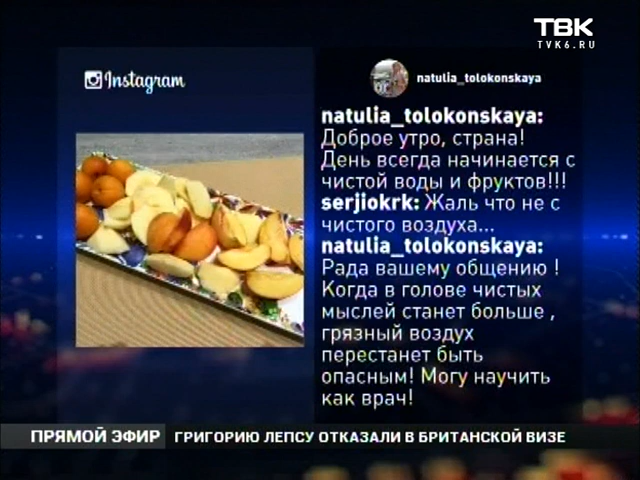 ТВК
TVK6.RU
Instagram
natulia_tolokonskaya
natulia_tolokonskaya:
Доброе утро, страна!
День всегда начинается с
чистой воды и фруктов!!!
serjiokrk: Жаль что не с
чистого воздуха...
natulia_tolokonskaya:
Рада вашему общению !
Когда в голове чистых
мыслей станет больше ,
грязный воздух
перестанет быть
опасным! Могу научить
как врач!
ПРЯМОЙ ЭФИР ГРИГОРИЮ ЛЕПСУ ОТКАЗАЛИ В БРИТАНСКОЙ ВИЗЕ